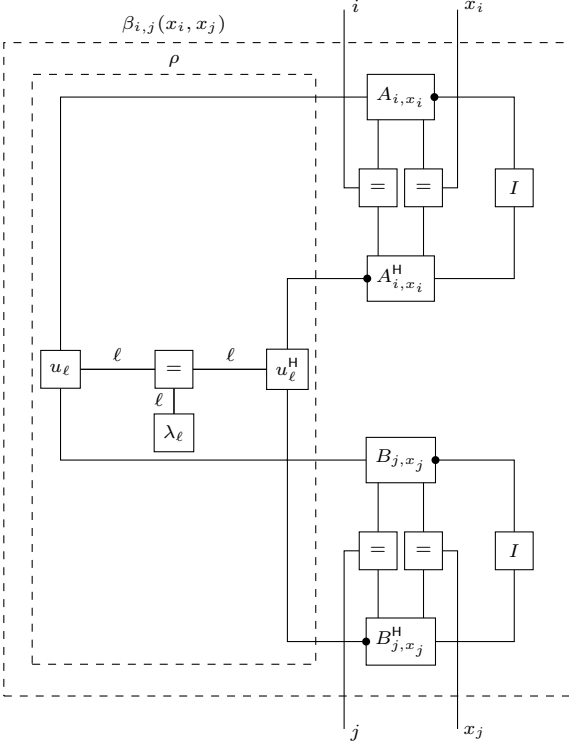 β_{i,j}(x_i, x_j)
i
x_i
ρ
A_{i,x_i}
=
=
I
A^H_{i,x_i}
ℓ
ℓ
u_ℓ
=
u^H_ℓ
ℓ
λ_ℓ
B_{j,x_j}
=
=
I
B^H_{j,x_j}
j
x_j